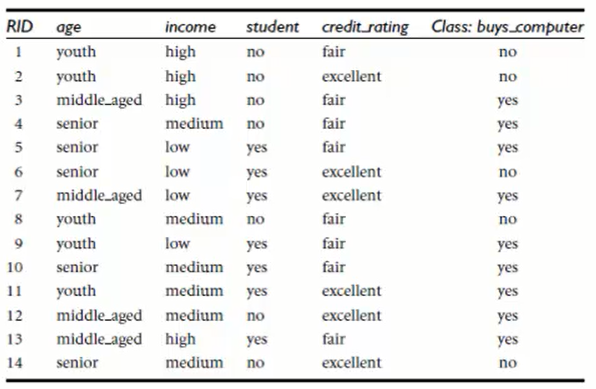 RID age income student credit_rating Class: buys_computer
1 youth high no fair no
2 youth high no excellent no
3 middle_aged high no fair yes
4 senior medium no fair yes
5 senior low yes fair yes
6 senior low yes excellent no
7 middle_aged low yes excellent yes
8 youth medium no fair no
9 youth low yes fair yes
10 senior medium yes fair yes
11 youth medium yes excellent yes
12 middle_aged medium no excellent yes
13 middle_aged high yes fair yes
14 senior medium no excellent no